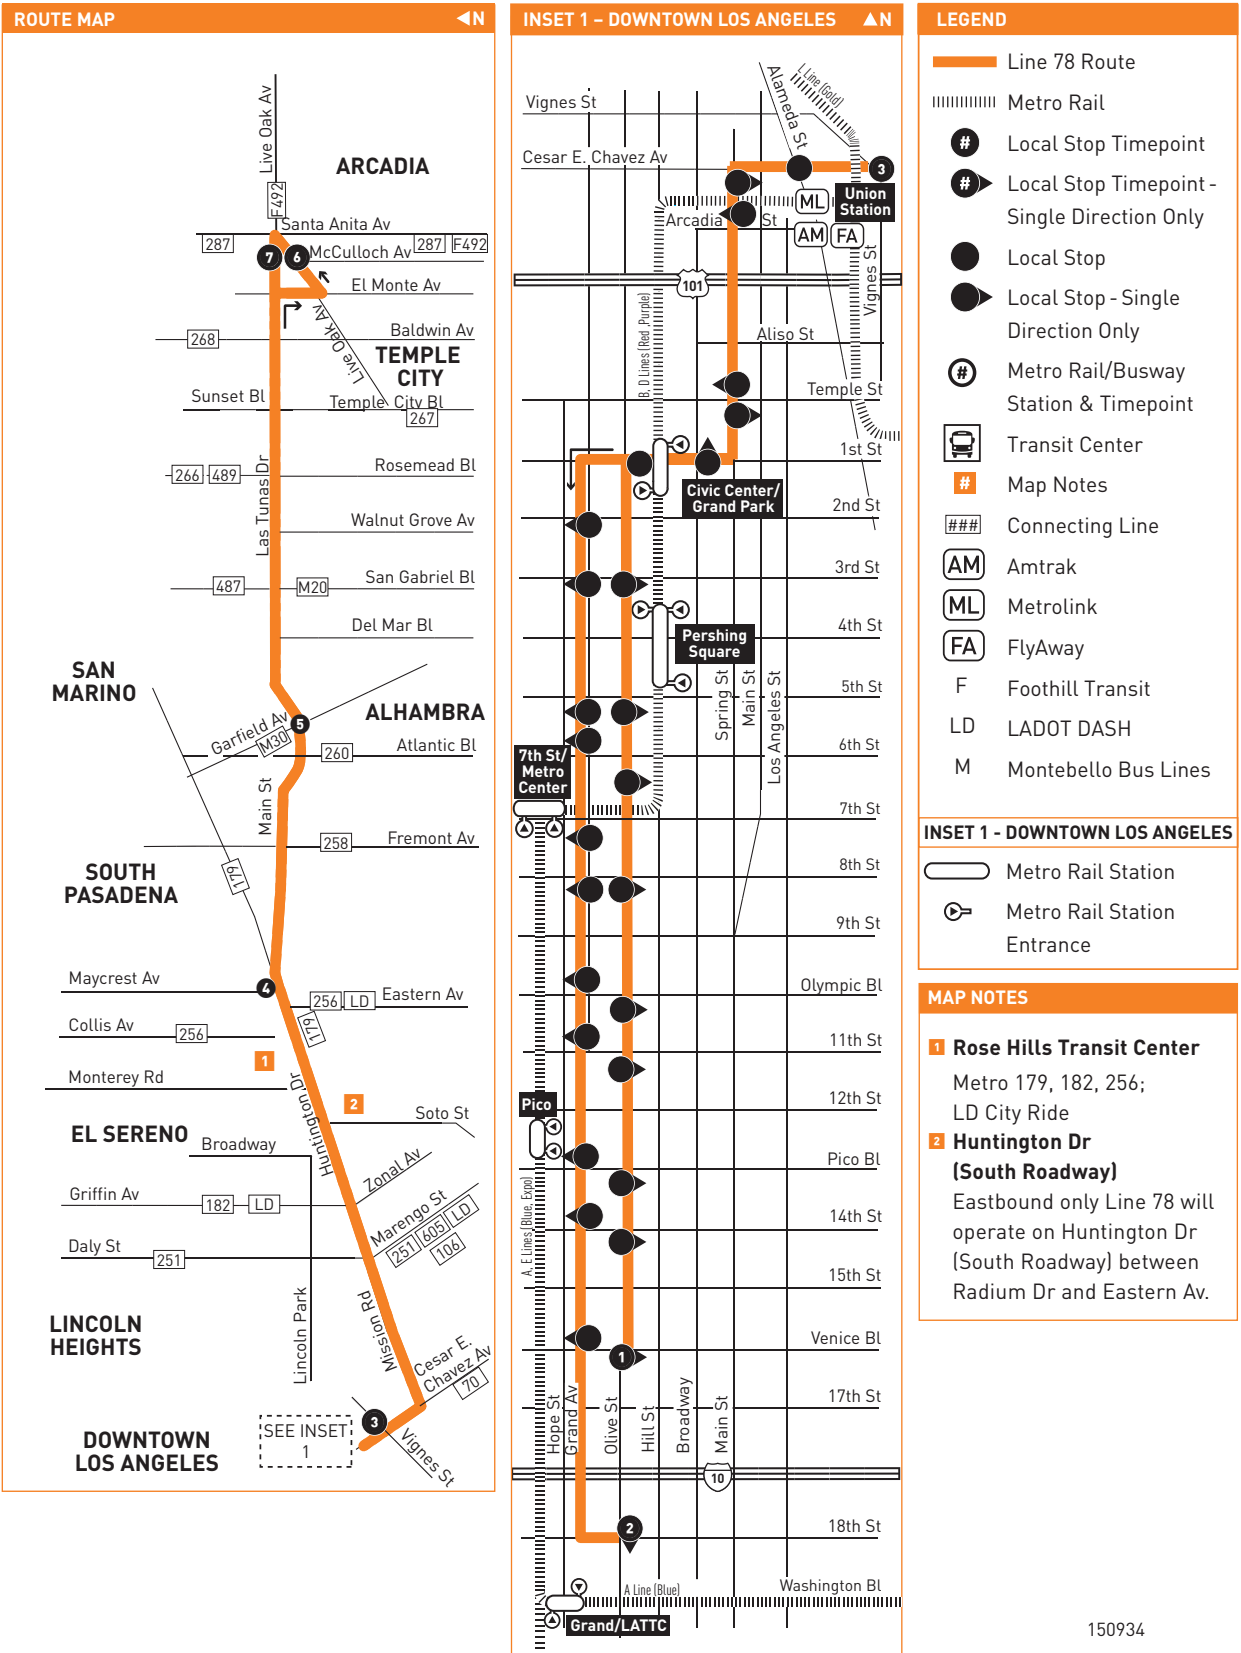 ROUTE MAP
N
Live Oak Av
ARCADIA
F492
Santa Anita Av
287
287
F492
7
6
McCulloch Av
El Monte Av
Live Oak Av
Baldwin Av
268
TEMPLE
CITY
Sunset Bl
Temple City Bl
267
Las Tunas Dr
Rosemead Bl
266
489
Walnut Grove Av
San Gabriel Bl
487
M20
Del Mar Bl
SAN
MARINO
Garfield Av
M30
5
ALHAMBRA
Atlantic Bl
260
Main St
Fremont Av
258
SOUTH
PASADENA
179
Maycrest Av
4
256
LD
Eastern Av
179
Collis Av
256
1
Monterey Rd
Huntington Dr
2
Soto St
EL SERENO
Broadway
Zonal Av
Griffin Av
182
LD
Marengo St
251
605
LD
106
Daly St
251
Lincoln Park
Mission Rd
LINCOLN
HEIGHTS
Cesar E.
Chavez Av
70
SEE INSET
1
3
Vignes St
DOWNTOWN
LOS ANGELES
INSET 1 – DOWNTOWN LOS ANGELES
N
Vignes St
Alameda St
L Line (Gold)
Cesar E. Chavez Av
3
Union
Station
ML
Arcadia St
AM
FA
Vignes St
101
B, D Lines (Red, Purple)
Aliso St
Temple St
1st St
Civic Center/
Grand Park
2nd St
3rd St
4th St
Pershing
Square
5th St
Spring St
Main St
Los Angeles St
6th St
7th St/
Metro
Center
7th St
8th St
9th St
Olympic Bl
11th St
12th St
Pico
Pico Bl
A, E Lines (Blue, Expo)
14th St
15th St
Venice Bl
1
17th St
Hope St
Grand Av
Olive St
Hill St
Broadway
Main St
10
2
18th St
A Line (Blue)
Washington Bl
Grand/LATTC
LEGEND
Line 78 Route
Metro Rail
# Local Stop Timepoint
# Local Stop Timepoint -
Single Direction Only
Local Stop
Local Stop - Single
Direction Only
# Metro Rail/Busway
Station & Timepoint
Transit Center
# Map Notes
### Connecting Line
AM Amtrak
ML Metrolink
FA FlyAway
F Foothill Transit
LD LADOT DASH
M Montebello Bus Lines
INSET 1 - DOWNTOWN LOS ANGELES
Metro Rail Station
Metro Rail Station
Entrance
MAP NOTES
1 Rose Hills Transit Center
Metro 179, 182, 256;
LD City Ride
2 Huntington Dr
(South Roadway)
Eastbound only Line 78 will
operate on Huntington Dr
(South Roadway) between
Radium Dr and Eastern Av.
150934